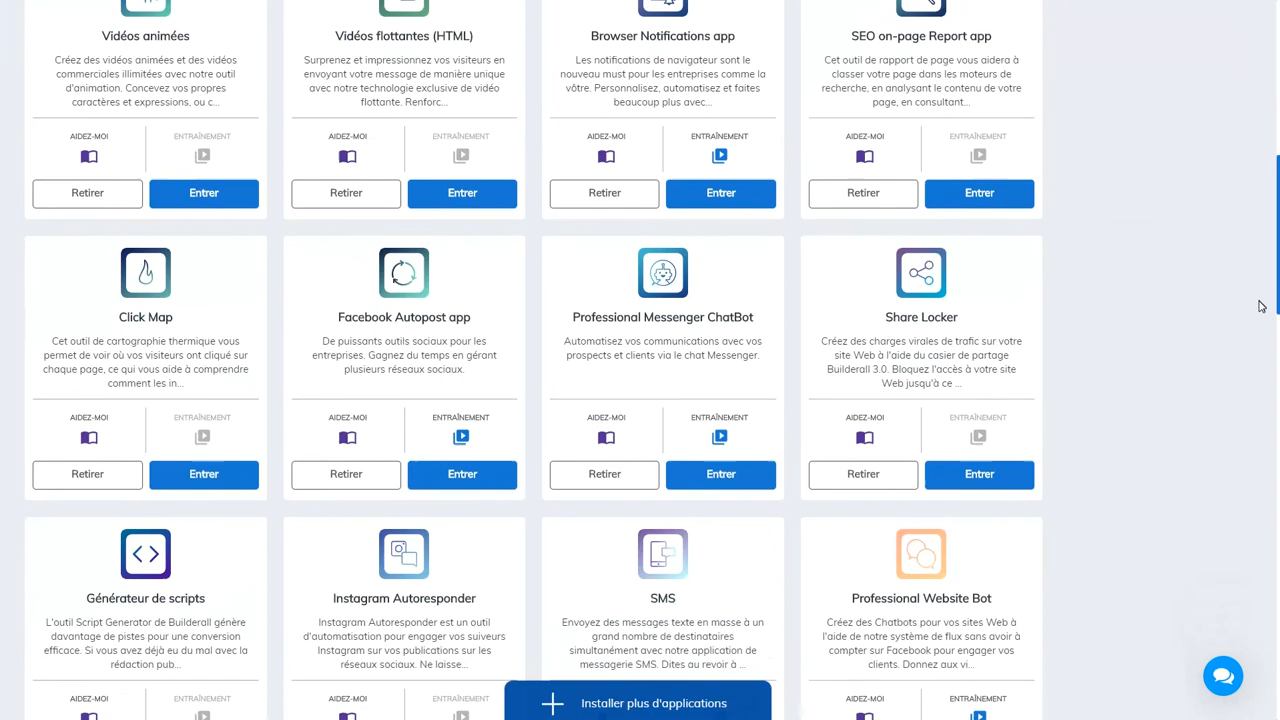 Vidéos animées
Créez des vidéos animées et des vidéos
commerciales illimitées avec notre outil
d'animation. Concevez vos propres
caractères et expressions, ou c...
AIDEZ-MOI
ENTRAÎNEMENT
Retirer
Entrer
Vidéos flottantes (HTML)
Surprenez et impressionnez vos visiteurs en
envoyant votre message de manière unique
avec notre technologie exclusive de vidéo
flottante. Renforc...
AIDEZ-MOI
ENTRAÎNEMENT
Retirer
Entrer
Browser Notifications app
Les notifications de navigateur sont le
nouveau must pour les entreprises comme la
vôtre. Personnalisez, automatisez et faites
beaucoup plus avec...
AIDEZ-MOI
ENTRAÎNEMENT
Retirer
Entrer
SEO on-page Report app
Cet outil de rapport de page vous aidera à
classer votre page dans les moteurs de
recherche, en analysant le contenu de votre
page, en consultant...
AIDEZ-MOI
ENTRAÎNEMENT
Retirer
Entrer
Click Map
Cet outil de cartographie thermique vous
permet de voir où vos visiteurs ont cliqué sur
chaque page, ce qui vous aide à comprendre
comment les in...
AIDEZ-MOI
ENTRAÎNEMENT
Retirer
Entrer
Facebook Autopost app
De puissants outils sociaux pour les
entreprises. Gagnez du temps en gérant
plusieurs réseaux sociaux.
AIDEZ-MOI
ENTRAÎNEMENT
Retirer
Entrer
Professional Messenger ChatBot
Automatisez vos communications avec vos
prospects et clients via le chat Messenger.
AIDEZ-MOI
ENTRAÎNEMENT
Retirer
Entrer
Share Locker
Créez des charges virales de trafic sur votre
site Web à l'aide du casier de partage
Builderall 3.0. Bloquez l'accès à votre site
Web jusqu'à ce ...
AIDEZ-MOI
ENTRAÎNEMENT
Retirer
Entrer
Générateur de scripts
L'outil Script Generator de Builderall génère
davantage de pistes pour une conversion
efficace. Si vous avez déjà eu du mal avec la
rédaction pub...
AIDEZ-MOI
ENTRAÎNEMENT
Instagram Autoresponder
Instagram Autoresponder est un outil
d'automatisation pour engager vos suiveurs
Instagram sur vos publications sur les
réseaux sociaux. Ne laisse...
AIDEZ-MOI
ENTRAÎNEMENT
SMS
Envoyez des messages texte en masse à un
grand nombre de destinataires
simultanément avec notre application de
messagerie SMS. Dites au revoir à ...
Professional Website Bot
Créez des Chatbots pour vos sites Web à
l'aide de notre système de flux sans avoir à
compter sur Facebook pour engager vos
clients. Donnez aux vi...
AIDEZ-MOI
ENTRAÎNEMENT
Installer plus d'applications